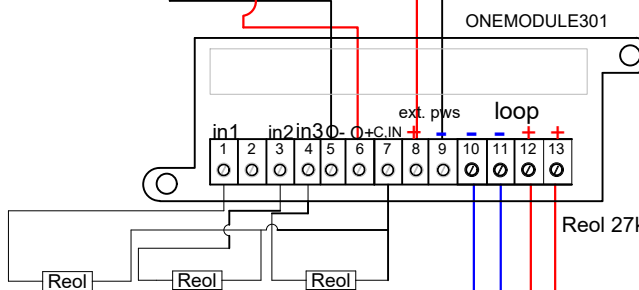 ONEMODULE301
ext. pws loop
in1 in2 in3 O- O+ C,IN + - - - + +
1 2 3 4 5 6 7 8 9 10 11 12 13
Reol 27k
Reol Reol Reol